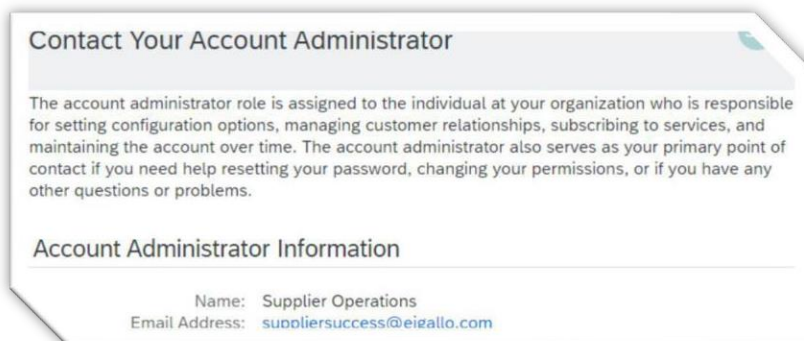 Contact Your Account Administrator
The account administrator role is assigned to the individual at your organization who is responsible
for setting configuration options, managing customer relationships, subscribing to services, and
maintaining the account over time. The account administrator also serves as your primary point of
contact if you need help resetting your password, changing your permissions, or if you have any
other questions or problems.
Account Administrator Information
Name: Supplier Operations
Email Address: suppliersuccess@eigallo.com